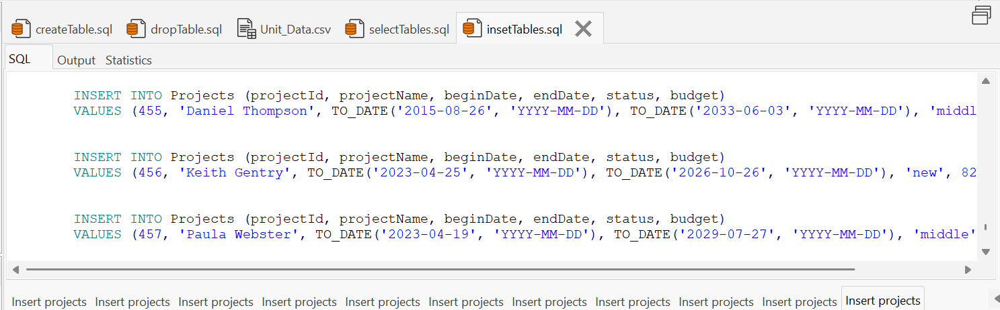 createTable.sql dropTable.sql Unit_Data.csv selectTables.sql insetTables.sql
SQL Output Statistics
INSERT INTO Projects (projectId, projectName, beginDate, endDate, status, budget)
VALUES (455, 'Daniel Thompson', TO_DATE('2015-08-26', 'YYYY-MM-DD'), TO_DATE('2033-06-03', 'YYYY-MM-DD'), 'middl
INSERT INTO Projects (projectId, projectName, beginDate, endDate, status, budget)
VALUES (456, 'Keith Gentry', TO_DATE('2023-04-25', 'YYYY-MM-DD'), TO_DATE('2026-10-26', 'YYYY-MM-DD'), 'new', 82
INSERT INTO Projects (projectId, projectName, beginDate, endDate, status, budget)
VALUES (457, 'Paula Webster', TO_DATE('2023-04-19', 'YYYY-MM-DD'), TO_DATE('2029-07-27', 'YYYY-MM-DD'), 'middle'
Insert projects Insert projects Insert projects Insert projects Insert projects Insert projects Insert projects Insert projects Insert projects Insert projects Insert projects